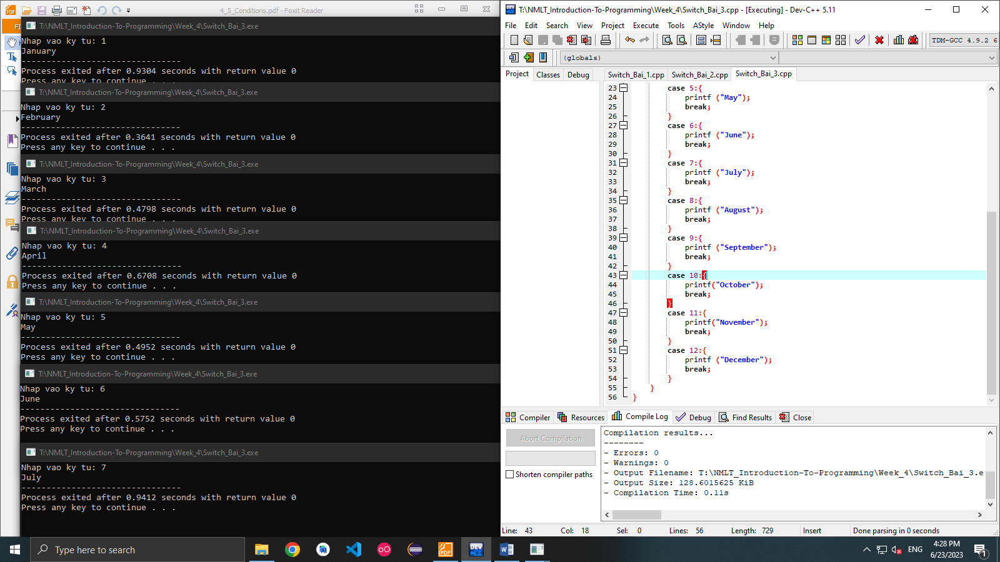 4_5_Conditions.pdf - Foxit Reader
FI
T:\NMLT_Introduction-To-Programming\Week_4\Switch_Bai_3.exe
Nhap vao ky tu: 1
January
--------------------------------
Process exited after 0.9304 seconds with return value 0
Press any key to continue . . .
T:\NMLT_Introduction-To-Programming\Week_4\Switch_Bai_3.exe
Nhap vao ky tu: 2
February
--------------------------------
Process exited after 0.3641 seconds with return value 0
Press any key to continue . . .
T:\NMLT_Introduction-To-Programming\Week_4\Switch_Bai_3.exe
Nhap vao ky tu: 3
March
--------------------------------
Process exited after 0.4798 seconds with return value 0
Press any key to continue . . .
T:\NMLT_Introduction-To-Programming\Week_4\Switch_Bai_3.exe
Nhap vao ky tu: 4
April
--------------------------------
Process exited after 0.6708 seconds with return value 0
Press any key to continue . . .
T:\NMLT_Introduction-To-Programming\Week_4\Switch_Bai_3.exe
Nhap vao ky tu: 5
May
--------------------------------
Process exited after 0.4952 seconds with return value 0
Press any key to continue . . .
T:\NMLT_Introduction-To-Programming\Week_4\Switch_Bai_3.exe
Nhap vao ky tu: 6
June
--------------------------------
Process exited after 0.5752 seconds with return value 0
Press any key to continue . . .
T:\NMLT_Introduction-To-Programming\Week_4\Switch_Bai_3.exe
Nhap vao ky tu: 7
July
--------------------------------
Process exited after 0.9412 seconds with return value 0
Press any key to continue . . .
T:\NMLT_Introduction-To-Programming\Week_4\Switch_Bai_3.cpp - [Executing] - Dev-C++ 5.11
File Edit Search View Project Execute Tools AStyle Window Help
TDM-GCC 4.9.2 6
(globals)
Project Classes Debug
Switch_Bai_1.cpp Switch_Bai_2.cpp Switch_Bai_3.cpp
23 case 5:{
24 printf ("May");
25 break;
26 }
27 case 6:{
28 printf ("June");
29 break;
30 }
31 case 7:{
32 printf ("July");
33 break;
34 }
35 case 8:{
36 printf ("August");
37 break;
38 }
39 case 9:{
40 printf ("September");
41 break;
42 }
43 case 10:{
44 printf("October");
45 break;
46 }
47 case 11:{
48 printf("November");
49 break;
50 }
51 case 12:{
52 printf ("December");
53 break;
54 }
55 }
56 }
Compiler Resources Compile Log Debug Find Results Close
Abort Compilation
Shorten compiler paths
Compilation results...
--------
- Errors: 0
- Warnings: 0
- Output Filename: T:\NMLT_Introduction-To-Programming\Week_4\Switch_Bai_3.e
- Output Size: 128.6015625 KiB
- Compilation Time: 0.11s
Line: 43 Col: 18 Sel: 0 Lines: 56 Length: 729 Insert Done parsing in 0 seconds
Type here to search
PDF
DEV
ENG
4:28 PM
6/23/2023
1